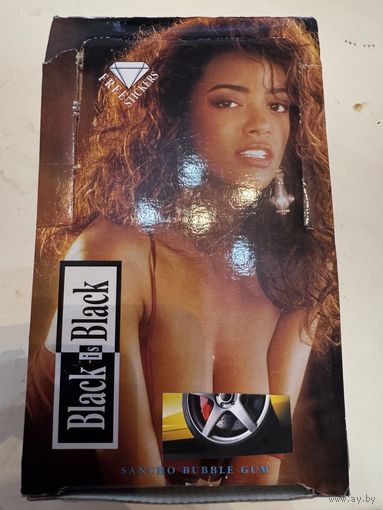 FREE
STICKERS
Black is Black
SANCHO BUBBLE GUM
www.ay.by